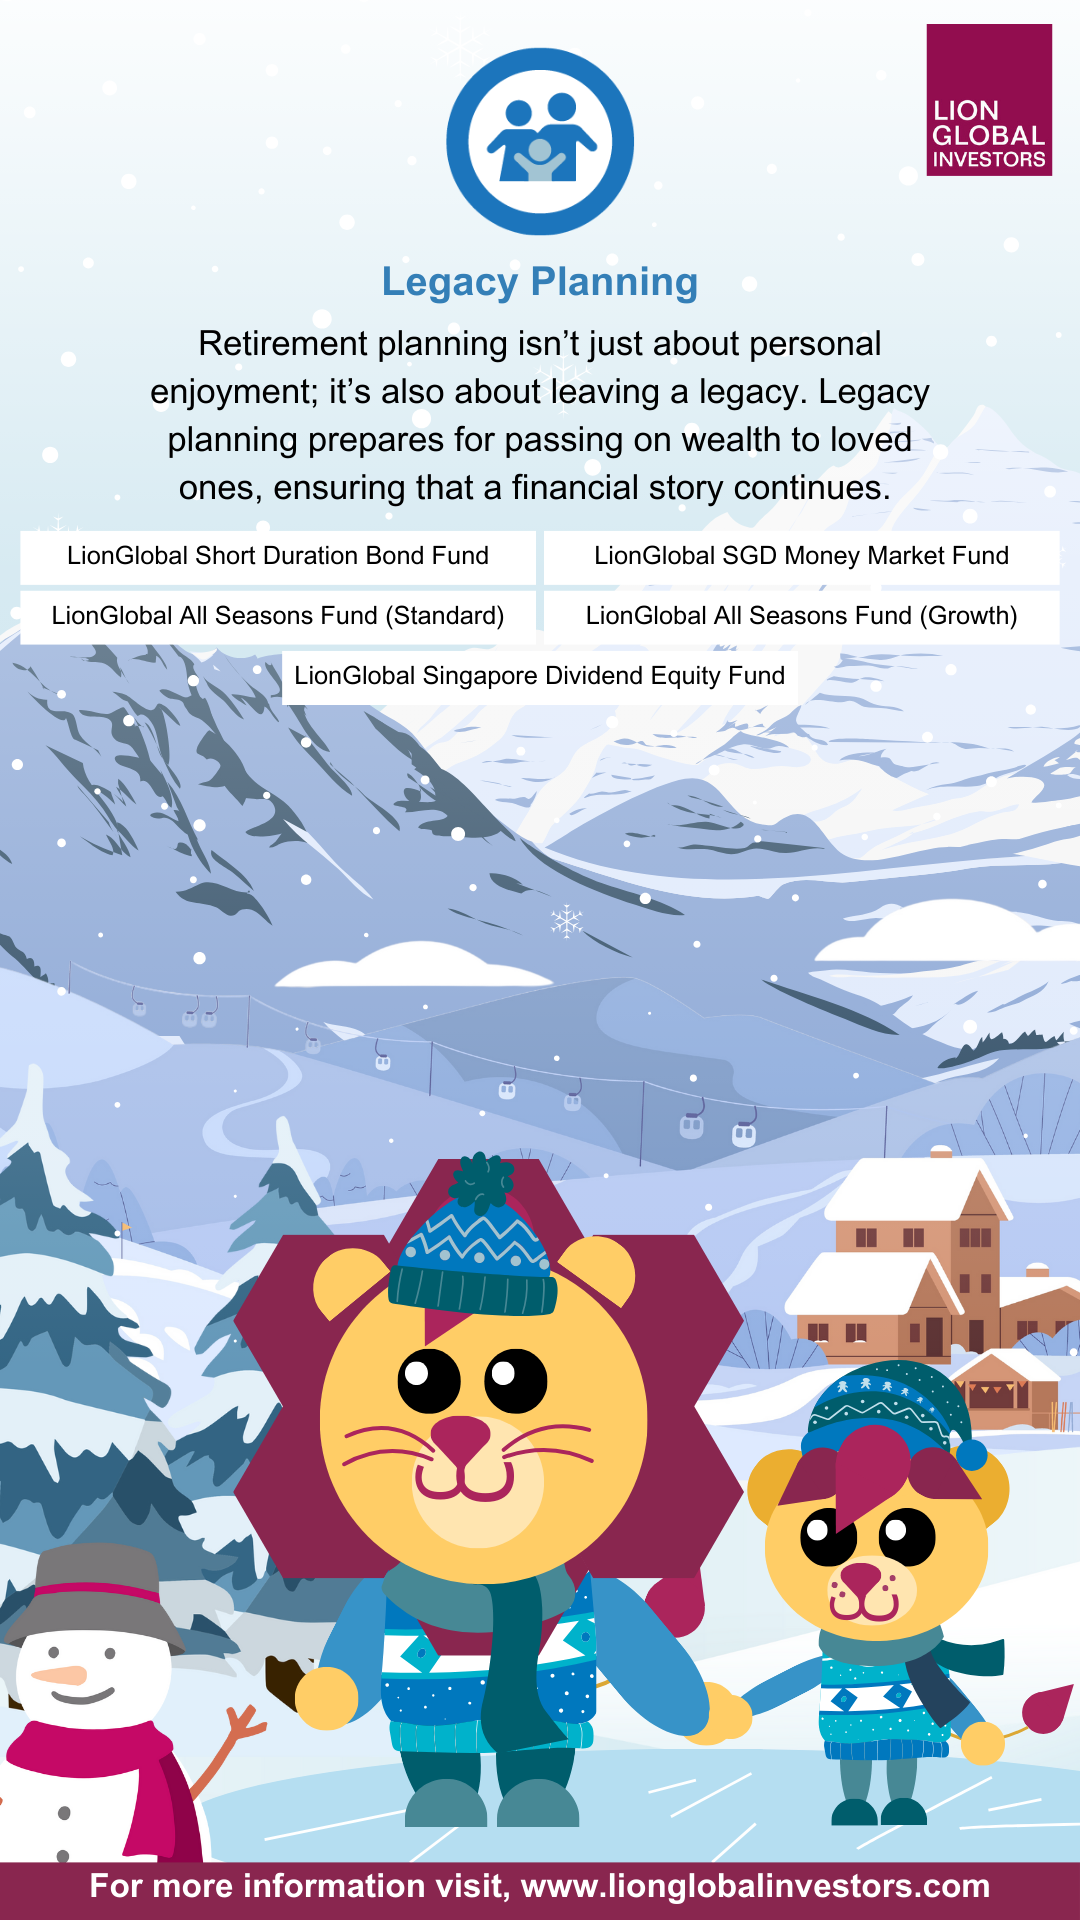 LION
GLOBAL
INVESTORS
Legacy Planning
Retirement planning isn’t just about personal
enjoyment; it’s also about leaving a legacy. Legacy
planning prepares for passing on wealth to loved
ones, ensuring that a financial story continues.
LionGlobal Short Duration Bond Fund
LionGlobal SGD Money Market Fund
LionGlobal All Seasons Fund (Standard)
LionGlobal All Seasons Fund (Growth)
LionGlobal Singapore Dividend Equity Fund
For more information visit, www.lionglobalinvestors.com